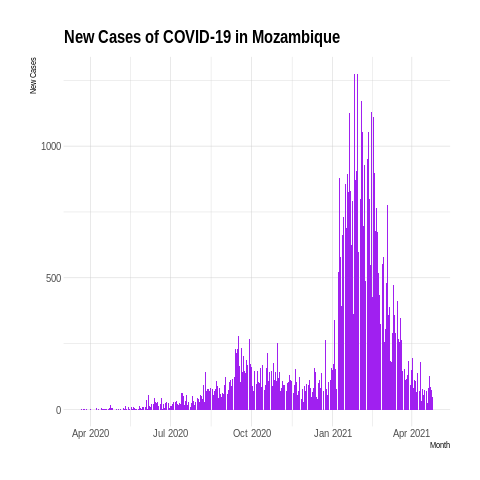 New Cases of COVID-19 in Mozambique
New Cases
1000
500
0
Apr 2020
Jul 2020
Oct 2020
Jan 2021
Apr 2021
Month